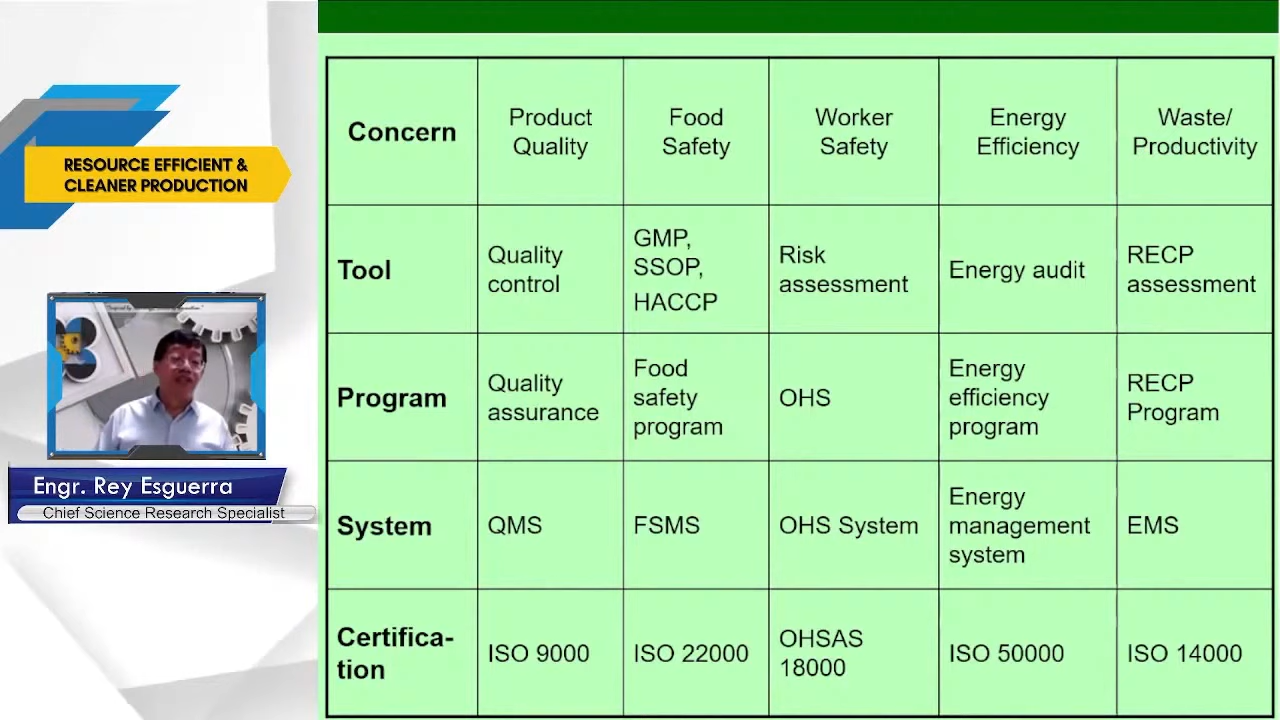 RESOURCE EFFICIENT &
CLEANER PRODUCTION
Engr. Rey Esguerra
Chief Science Research Specialist
Concern
Product
Quality
Food
Safety
Worker
Safety
Energy
Efficiency
Waste/
Productivity
Tool
Quality
control
GMP,
SSOP,
HACCP
Risk
assessment
Energy audit
RECP
assessment
Program
Quality
assurance
Food
safety
program
OHS
Energy
efficiency
program
RECP
Program
System
QMS
FSMS
OHS System
Energy
management
system
EMS
Certifica-
tion
ISO 9000
ISO 22000
OHSAS
18000
ISO 50000
ISO 14000